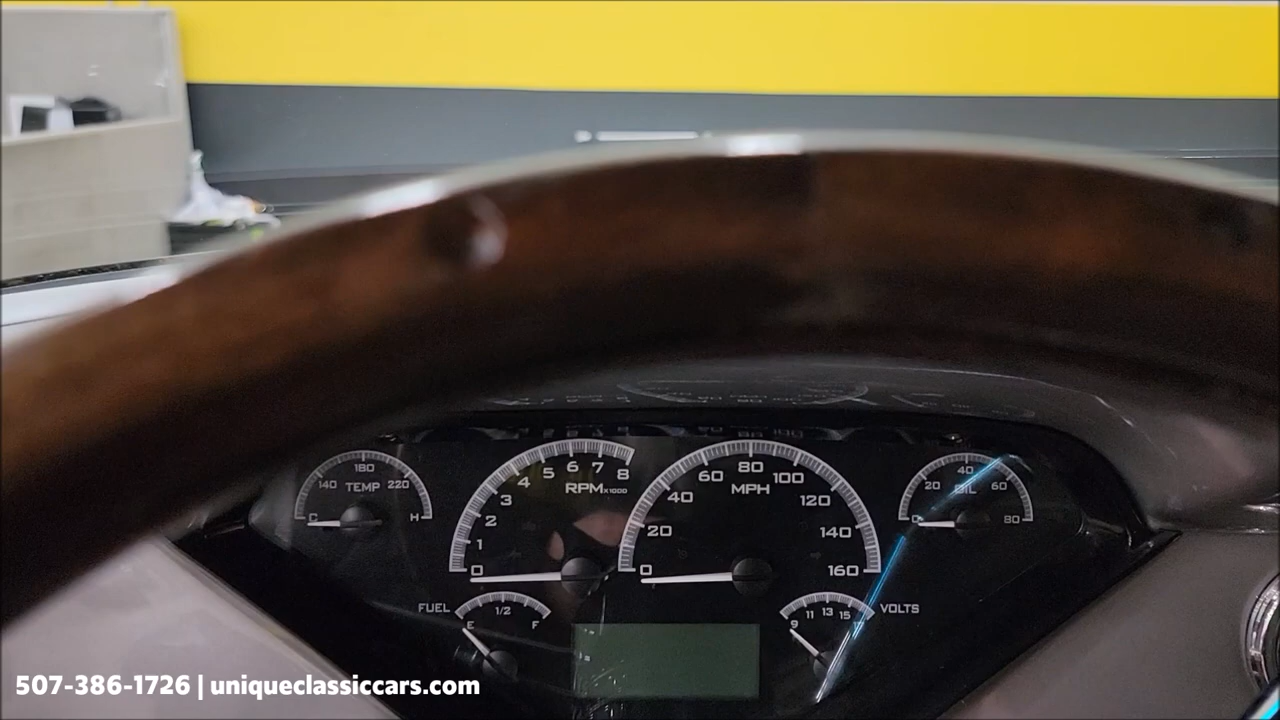 180
140 TEMP 220
C H
0 1 2 3 4 5 6 7 8
RPMX1000
0 20 40 60 80 100 120 140 160
MPH
40
20 OIL 60
0 80
FUEL
E 1/2 F
9 11 13 15 17
VOLTS
507-386-1726 | uniqueclassiccars.com